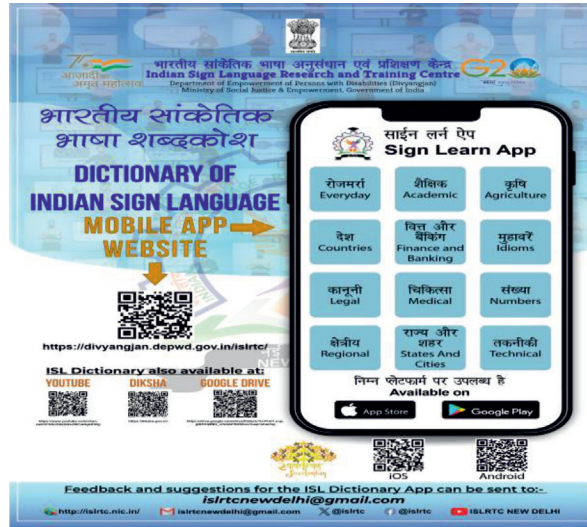 भारतीय सांकेतिक भाषा अनुसंधान एवं प्रशिक्षण केन्द्र
Indian Sign Language Research and Training Centre
Department of Empowerment of Persons with Disabilities (Divyangjan)
Ministry of Social Justice & Empowerment, Government of India
आज़ादी का
अमृत महोत्सव
G20
भारतीय सांकेतिक
भाषा शब्दकोश
DICTIONARY OF
INDIAN SIGN LANGUAGE
MOBILE APP
WEBSITE
https://divyangjan.depwd.gov.in/islrtc/
ISL Dictionary also available at:
YOUTUBE DIKSHA GOOGLE DRIVE
साईन लर्न ऐप
Sign Learn App
रोजमर्रा
Everyday
शैक्षिक
Academic
कृषि
Agriculture
देश
Countries
वित्त और
बैंकिंग
Finance and
Banking
मुहावरें
Idioms
कानूनी
Legal
चिकित्सा
Medical
संख्या
Numbers
क्षेत्रीय
Regional
राज्य और
शहर
States And
Cities
तकनीकी
Technical
निम्न प्लेटफार्म पर उपलब्ध है
Available on
App Store
Google Play
iOS
Android
Feedback and suggestions for the ISL Dictionary App can be sent to:-
islrtcnewdelhi@gmail.com
http://islrtc.nic.in/ islrtcnewdelhi@gmail.com @islrtc @islrtc ISLRTC NEW DELHI